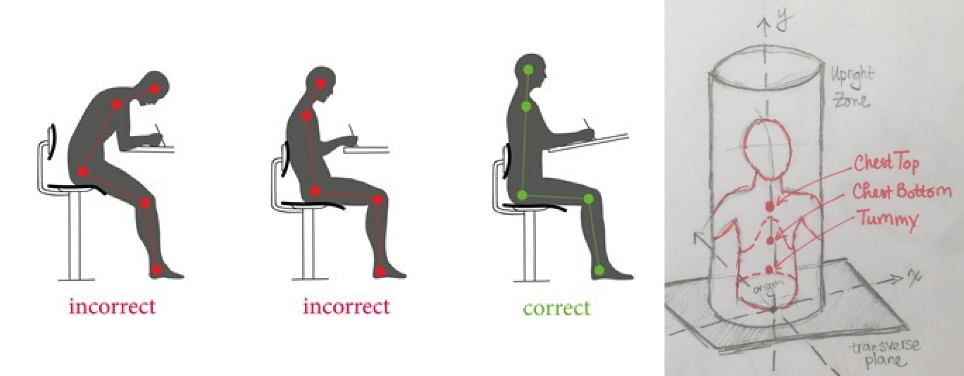 incorrect
incorrect
correct
y
Upright
Zone
Chest Top
Chest Bottom
Tummy
x
origin
transverse
plane